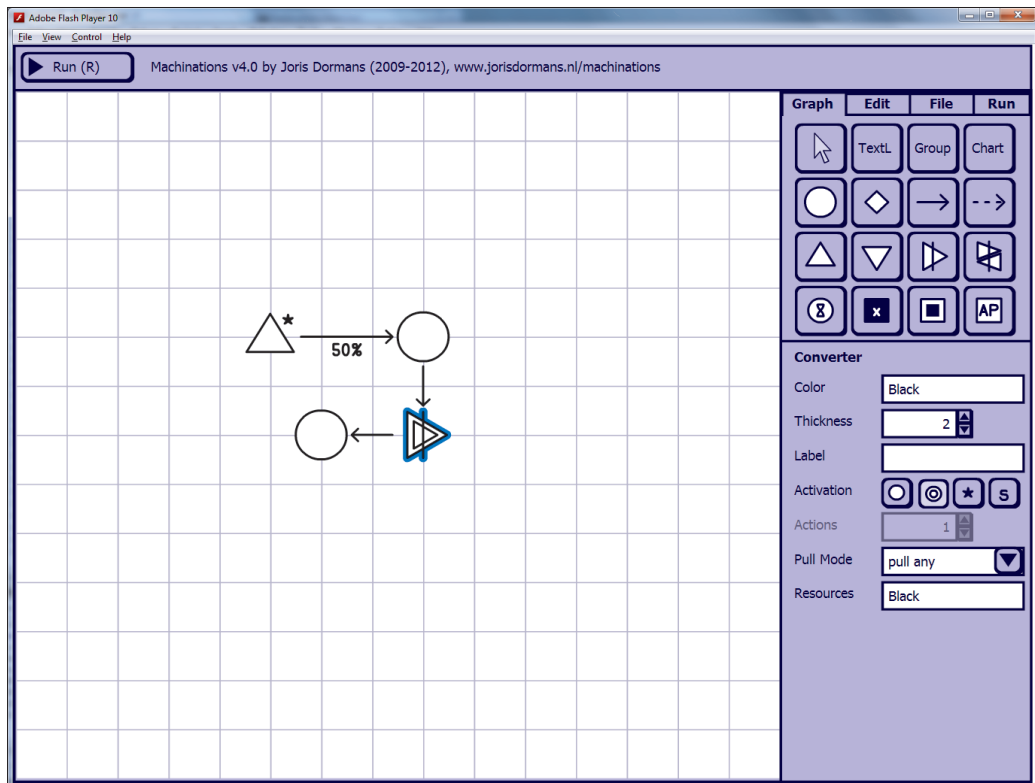 Adobe Flash Player 10
File View Control Help
Run (R)
Machinations v4.0 by Joris Dormans (2009-2012), www.jorisdormans.nl/machinations
Graph Edit File Run
TextL Group Chart
x AP
50%
Converter
Color Black
Thickness 2
Label
Activation S
Actions 1
Pull Mode pull any
Resources Black